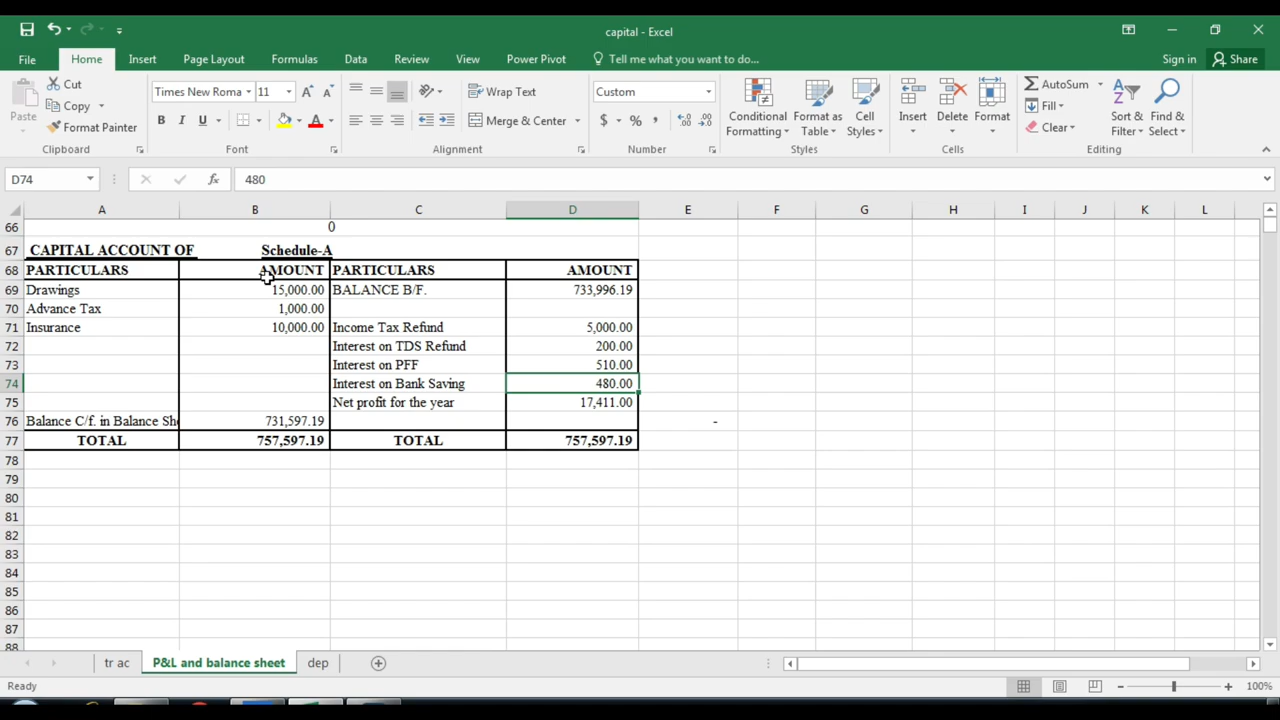 capital - Excel
File Home Insert Page Layout Formulas Data Review View Power Pivot Tell me what you want to do... Sign in Share
Paste Cut Copy Format Painter Clipboard
Times New Roma 11 B I U A Font
Wrap Text Merge & Center Alignment
Custom $ % , Number
Conditional Formatting Format as Table Cell Styles Styles
Insert Delete Format Cells
AutoSum Fill Clear Sort & Filter Find & Select Editing
D74 fx 480
A B C D E F G H I J K L
66 0
67 CAPITAL ACCOUNT OF Schedule-A
68 PARTICULARS AMOUNT PARTICULARS AMOUNT
69 Drawings 15,000.00 BALANCE B/F. 733,996.19
70 Advance Tax 1,000.00
71 Insurance 10,000.00 Income Tax Refund 5,000.00
72 Interest on TDS Refund 200.00
73 Interest on PFF 510.00
74 Interest on Bank Saving 480.00
75 Net profit for the year 17,411.00
76 Balance C/f. in Balance She 731,597.19 -
77 TOTAL 757,597.19 TOTAL 757,597.19
78
79
80
81
82
83
84
85
86
87
88
tr ac P&L and balance sheet dep
Ready 100%